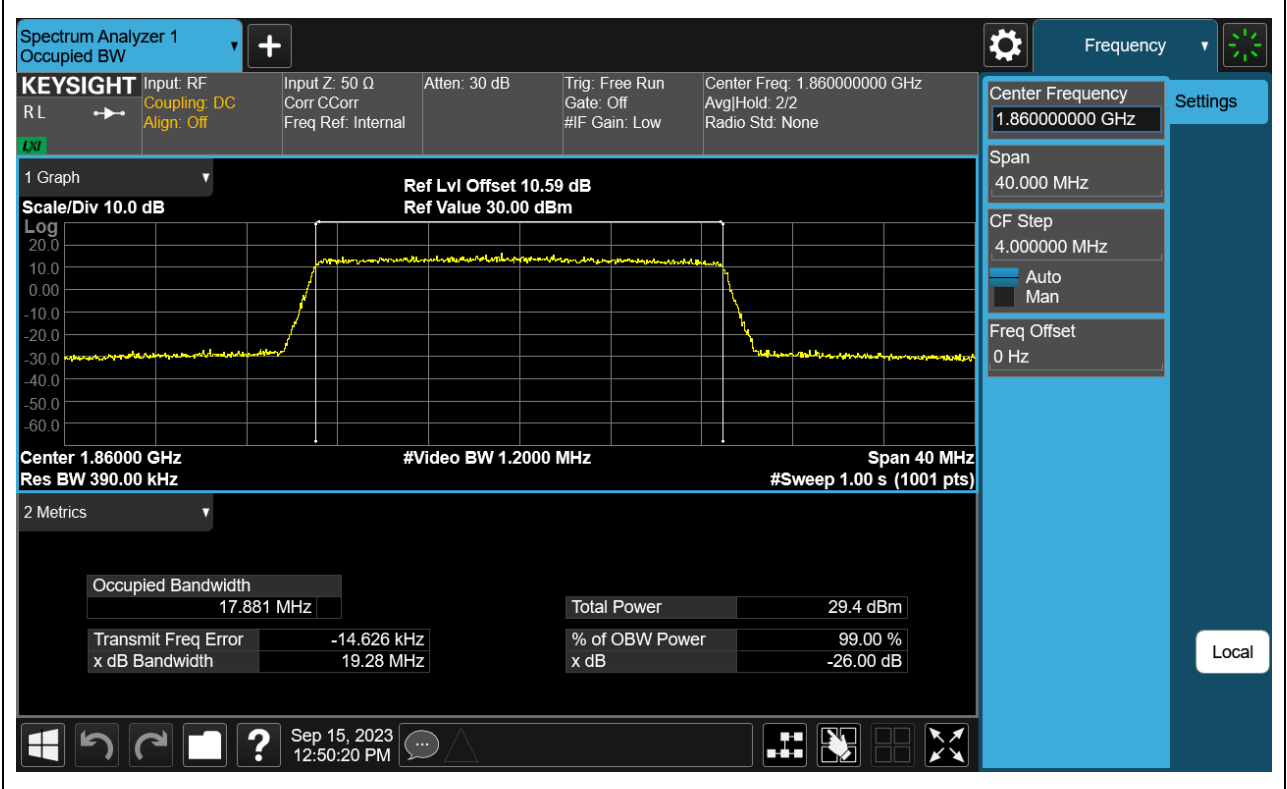 Spectrum Analyzer 1
Occupied BW
Frequency
KEYSIGHT
R L
LXI
Input: RF
Coupling: DC
Align: Off
Input Z: 50 Ω
Corr CCorr
Freq Ref: Internal
Atten: 30 dB
Trig: Free Run
Gate: Off
#IF Gain: Low
Center Freq: 1.860000000 GHz
Avg|Hold: 2/2
Radio Std: None
Center Frequency
1.860000000 GHz
Settings
Span
40.000 MHz
CF Step
4.000000 MHz
Auto
Man
Freq Offset
0 Hz
1 Graph
Scale/Div 10.0 dB
Ref Lvl Offset 10.59 dB
Ref Value 30.00 dBm
Log
20.0
10.0
0.00
-10.0
-20.0
-30.0
-40.0
-50.0
-60.0
Center 1.86000 GHz
#Video BW 1.2000 MHz
Span 40 MHz
Res BW 390.00 kHz
#Sweep 1.00 s (1001 pts)
2 Metrics
Occupied Bandwidth
17.881 MHz
Total Power 29.4 dBm
Transmit Freq Error -14.626 kHz
% of OBW Power 99.00 %
x dB Bandwidth 19.28 MHz
x dB -26.00 dB
Local
?
Sep 15, 2023
12:50:20 PM